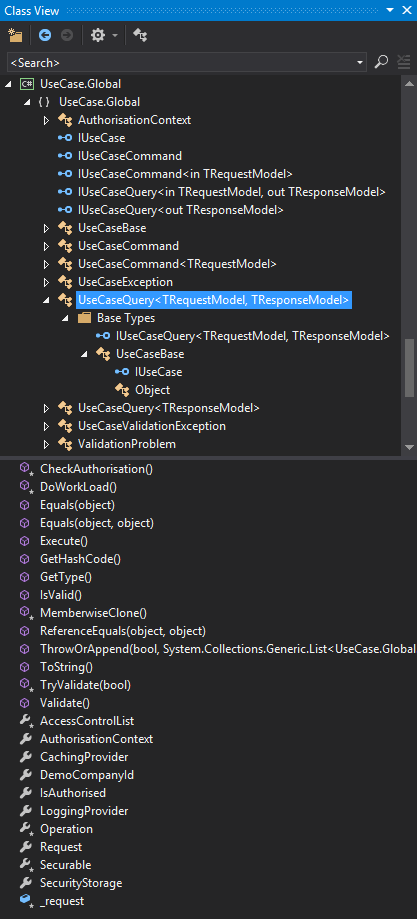 Class View
<Search>
UseCase.Global
UseCase.Global
AuthorisationContext
IUseCase
IUseCaseCommand
IUseCaseCommand<in TRequestModel>
IUseCaseQuery<in TRequestModel, out TResponseModel>
IUseCaseQuery<out TResponseModel>
UseCaseBase
UseCaseCommand
UseCaseCommand<TRequestModel>
UseCaseException
UseCaseQuery<TRequestModel, TResponseModel>
Base Types
IUseCaseQuery<TRequestModel, TResponseModel>
UseCaseBase
IUseCase
Object
UseCaseQuery<TResponseModel>
UseCaseValidationException
ValidationProblem
CheckAuthorisation()
DoWorkLoad()
Equals(object)
Equals(object, object)
Execute()
GetHashCode()
GetType()
IsValid()
MemberwiseClone()
ReferenceEquals(object, object)
ThrowOrAppend(bool, System.Collections.Generic.List<UseCase.Global
ToString()
TryValidate(bool)
Validate()
AccessControlList
AuthorisationContext
CachingProvider
DemoCompanyId
IsAuthorised
LoggingProvider
Operation
Request
Securable
SecurityStorage
_request